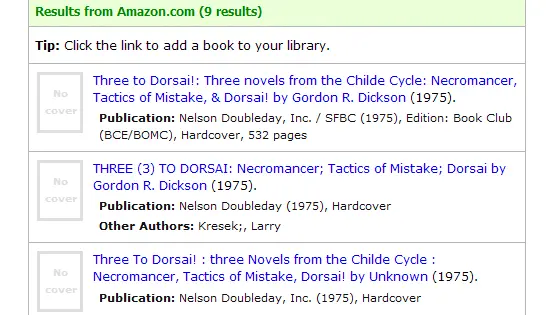 Results from Amazon.com (9 results)
Tip: Click the link to add a book to your library.
No
cover
Three to Dorsai!: Three novels from the Childe Cycle: Necromancer,
Tactics of Mistake, & Dorsai! by Gordon R. Dickson (1975).
Publication: Nelson Doubleday, Inc. / SFBC (1975), Edition: Book Club
(BCE/BOMC), Hardcover, 532 pages
No
cover
THREE (3) TO DORSAI: Necromancer; Tactics of Mistake; Dorsai by
Gordon R. Dickson (1975).
Publication: Nelson Doubleday (1975), Hardcover
Other Authors: Kresek;, Larry
No
cover
Three To Dorsai! : three Novels from the Childe Cycle :
Necromancer, Tactics of Mistake, Dorsai! by Unknown (1975).
Publication: Nelson Doubleday, Inc. (1975), Hardcover